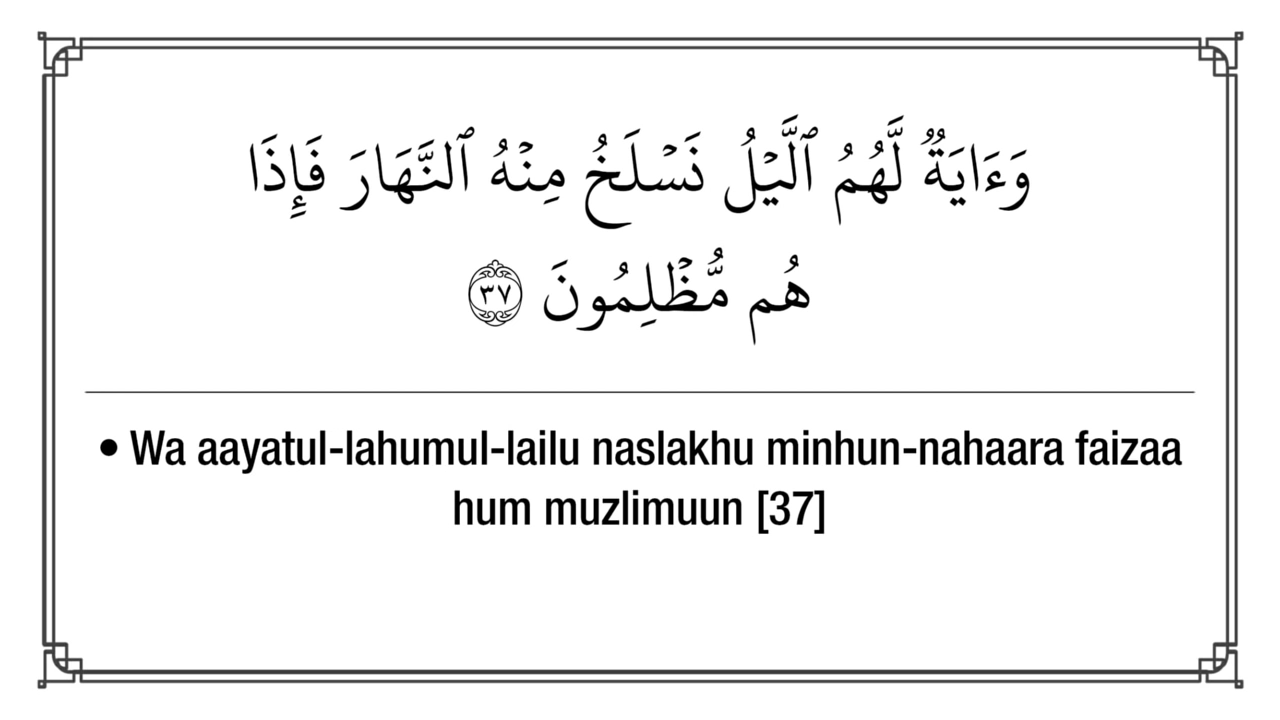 وَءَايَةٌ لَّهُمُ ٱلَّيْلُ نَسْلَخُ مِنْهُ ٱلنَّهَارَ فَإِذَا
هُم مُّظْلِمُونَ ٣٧
• Wa aayatul-lahumul-lailu naslakhu minhun-nahaara faizaa
hum muzlimuun [37]